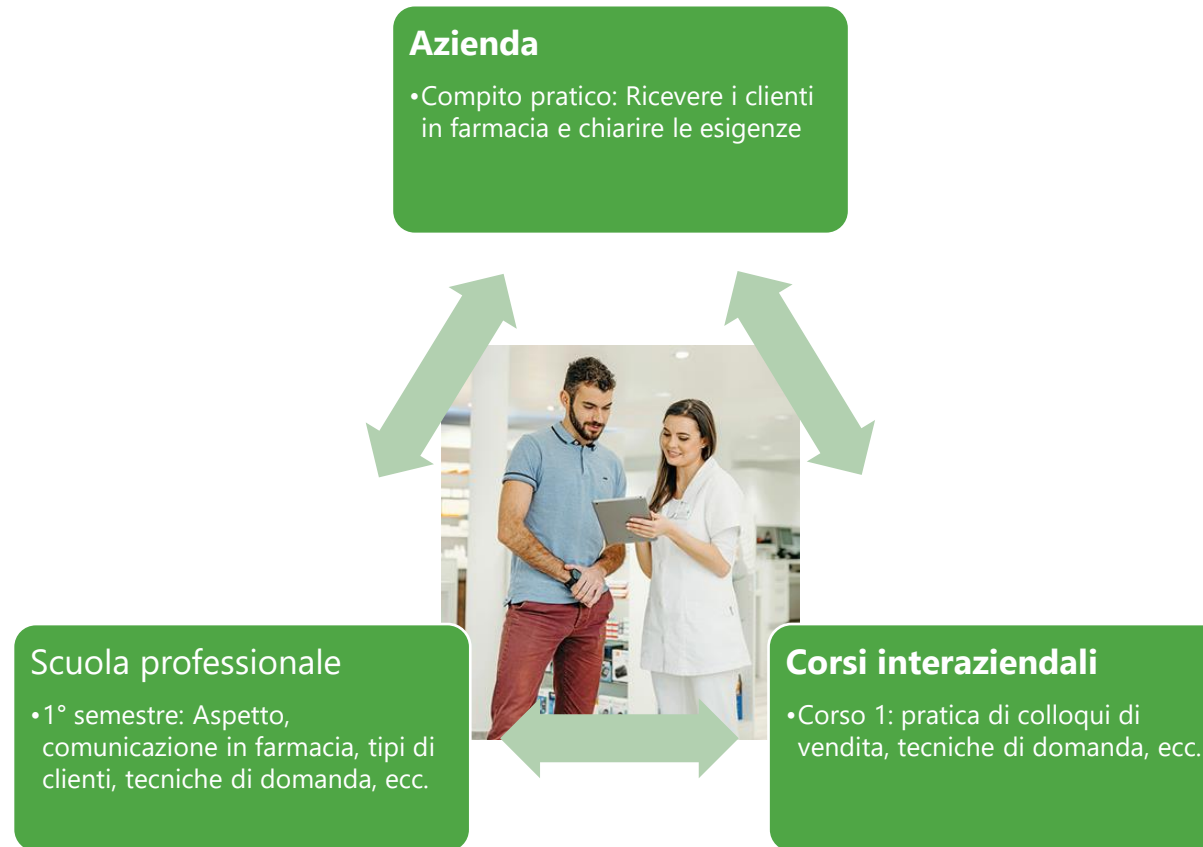 Azienda
•Compito pratico: Ricevere i clienti
in farmacia e chiarire le esigenze
Scuola professionale
•1° semestre: Aspetto,
comunicazione in farmacia, tipi di
clienti, tecniche di domanda, ecc.
Corsi interaziendali
•Corso 1: pratica di colloqui di
vendita, tecniche di domanda, ecc.